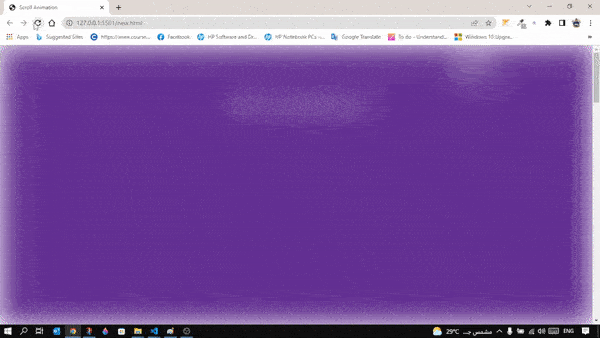 Scroll Animation
127.0.0.1:5501/new.html
Apps Suggested Sites https://www.course... Facebook HP Software and Dr... HP Notebook PCs –... Google Translate To do – Understand... Windows 10 Upgra...
29°C مشمس جـ ENG